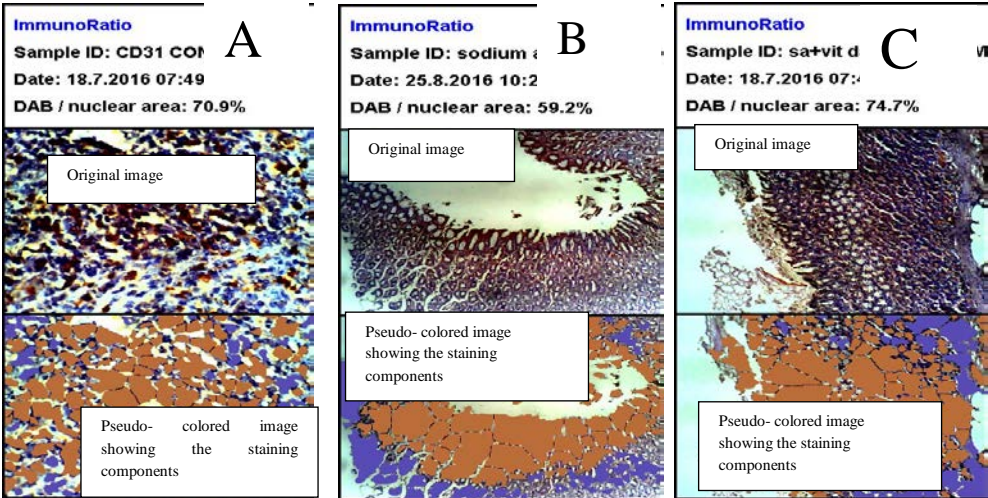 ImmunoRatio
Sample ID: CD31 CON
Date: 18.7.2016 07:49
DAB / nuclear area: 70.9%
A
Original image
Pseudo- colored image
showing the staining
components
ImmunoRatio
Sample ID: sodium
Date: 25.8.2016 10:2
DAB / nuclear area: 59.2%
B
Original image
Pseudo- colored image
showing the staining
components
ImmunoRatio
Sample ID: sa+vit d
Date: 18.7.2016 07:4
DAB / nuclear area: 74.7%
C
Original image
Pseudo- colored image
showing the staining
components